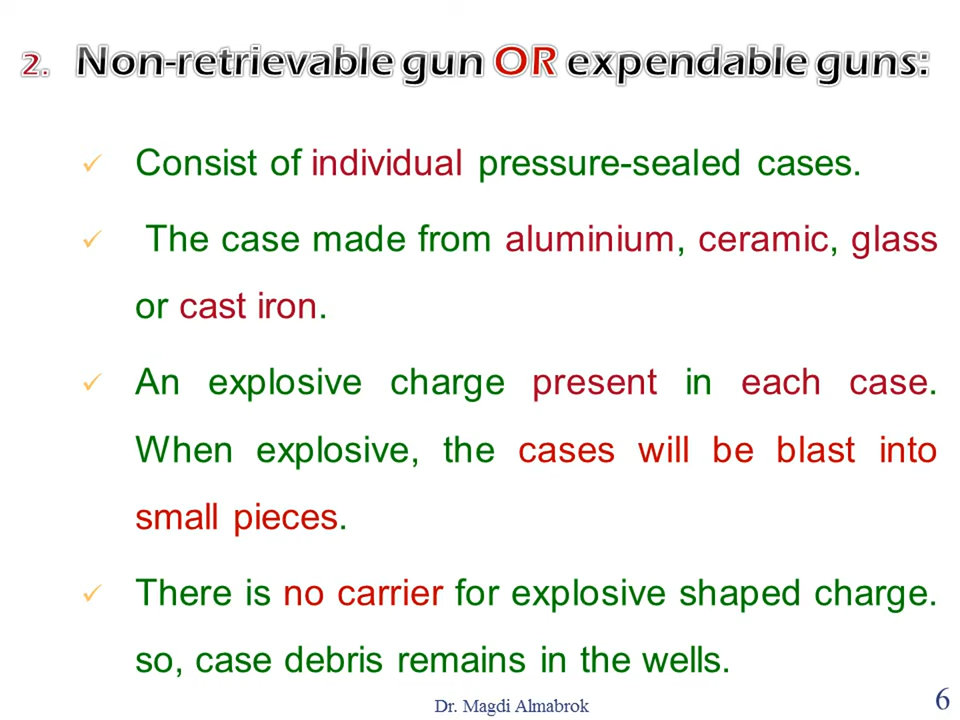 2. Non-retrievable gun OR expendable guns:
✓ Consist of individual pressure-sealed cases.
✓ The case made from aluminium, ceramic, glass
or cast iron.
✓ An explosive charge present in each case.
When explosive, the cases will be blast into
small pieces.
✓ There is no carrier for explosive shaped charge.
so, case debris remains in the wells.
Dr. Magdi Almabrok
6